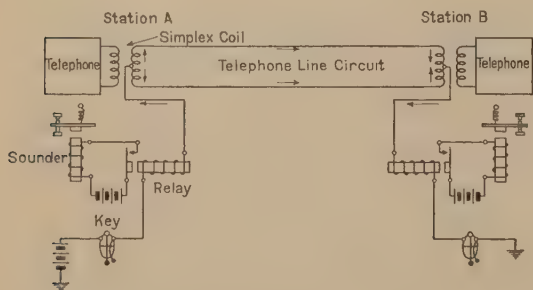 Station A
Station B
Simplex Coil
Telephone
Telephone Line Circuit
Telephone
Sounder
Relay
Key